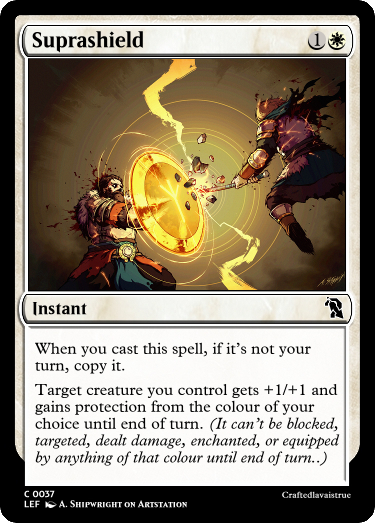 Suprashield 1
Instant
When you cast this spell, if it's not your
turn, copy it.
Target creature you control gets +1/+1 and
gains protection from the colour of your
choice until end of turn. (It can't be blocked,
targeted, dealt damage, enchanted, or equipped
by anything of that colour until end of turn..)
C 0037
LEF A. Shipwright on Artstation
Craftedlavaistrue